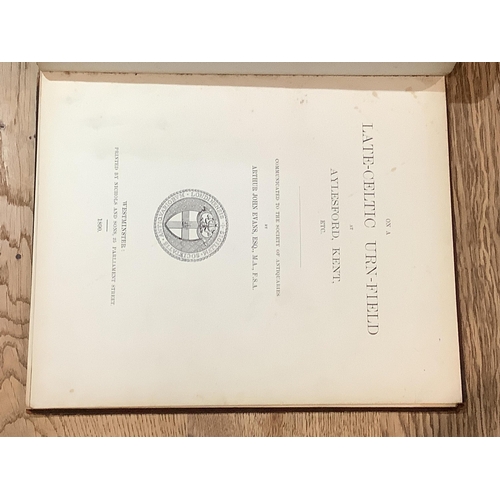 ON A
LATE-CELTIC URN-FIELD
AT
AYLESFORD, KENT,
ETC.
COMMUNICATED TO THE SOCIETY OF ANTIQUARIES
BY
ARTHUR JOHN EVANS, ESQ., M.A., F.S.A.
WESTMINSTER
PRINTED BY NICHOLS AND SONS, 25 PARLIAMENT STREET
1890.